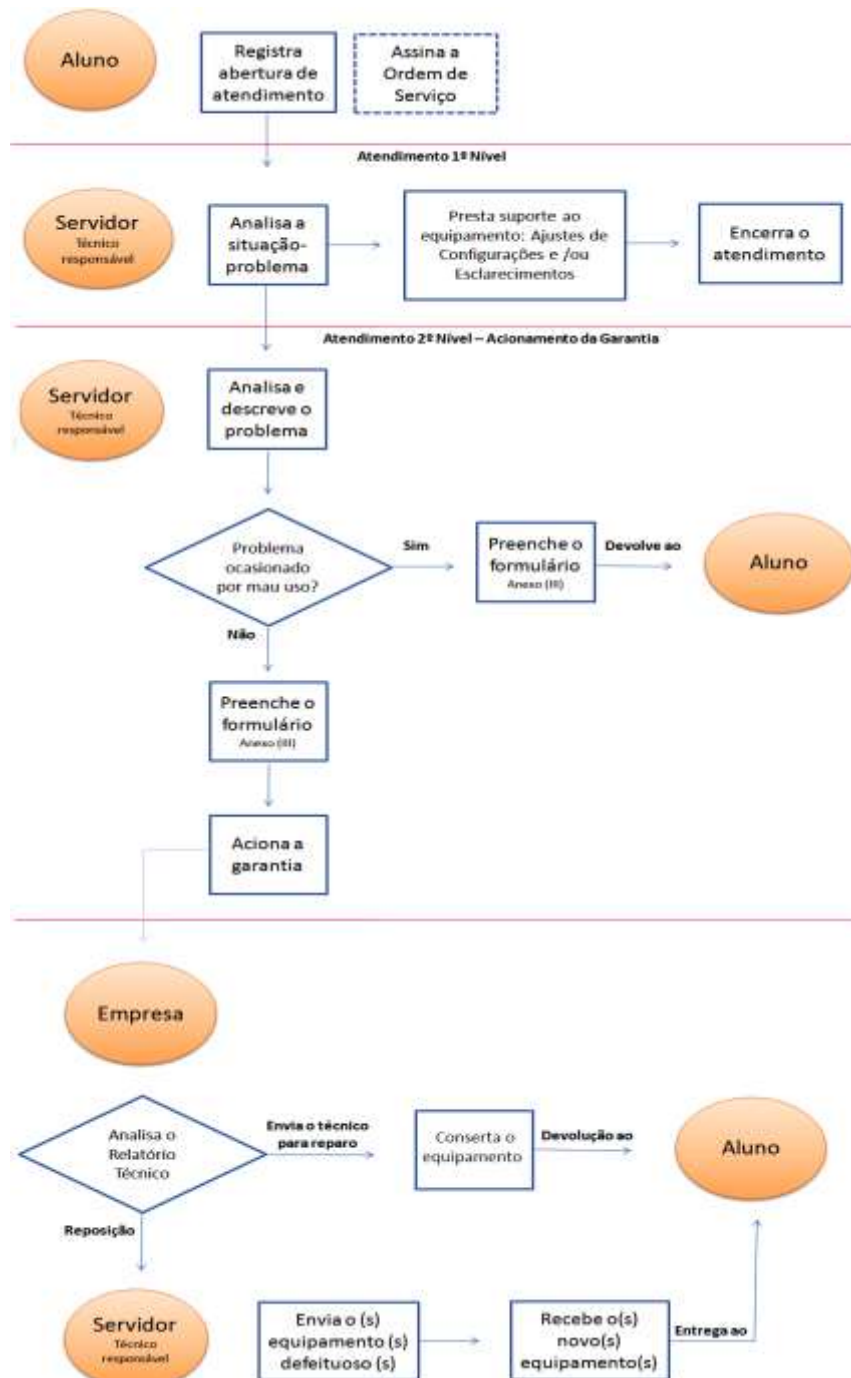 Aluno
Registra
abertura de
atendimento
Assina a
Ordem de
Serviço
Atendimento 1º Nível
Servidor
Técnico
responsável
Analisa a
situação-
problema
Presta suporte ao
equipamento: Ajustes de
Configurações e /ou
Esclarecimentos
Encerra o
atendimento
Atendimento 2º Nível – Acionamento da Garantia
Servidor
Técnico
responsável
Analisa e
descreve o
problema
Problema
ocasionado
por mau uso?
Sim
Preenche o
formulário
Anexo (III)
Devolve ao
Aluno
Não
Preenche o
formulário
Anexo (III)
Aciona a
garantia
Empresa
Analisa o
Relatório
Técnico
Envia o técnico
para reparo
Conserta o
equipamento
Devolução ao
Aluno
Reposição
Servidor
Técnico
responsável
Envia o (s)
equipamento (s)
defeituoso (s)
Recebe o(s)
novo(s)
equipamento(s)
Entrega ao